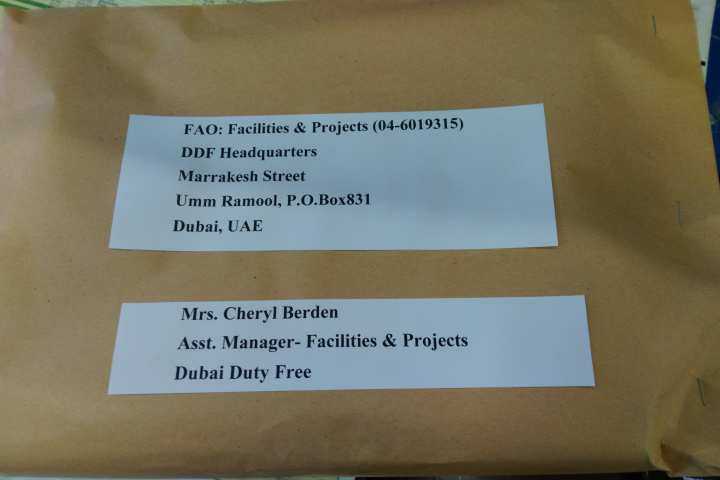 FAO: Facilities & Projects (04-6019315)
DDF Headquarters
Marrakesh Street
Umm Ramool, P.O.Box831
Dubai, UAE
Mrs. Cheryl Berden
Asst. Manager- Facilities & Projects
Dubai Duty Free